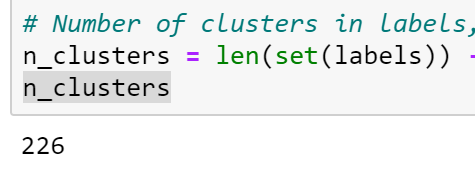 # Number of clusters in labels,
n_clusters = len(set(labels)) -
n_clusters
226